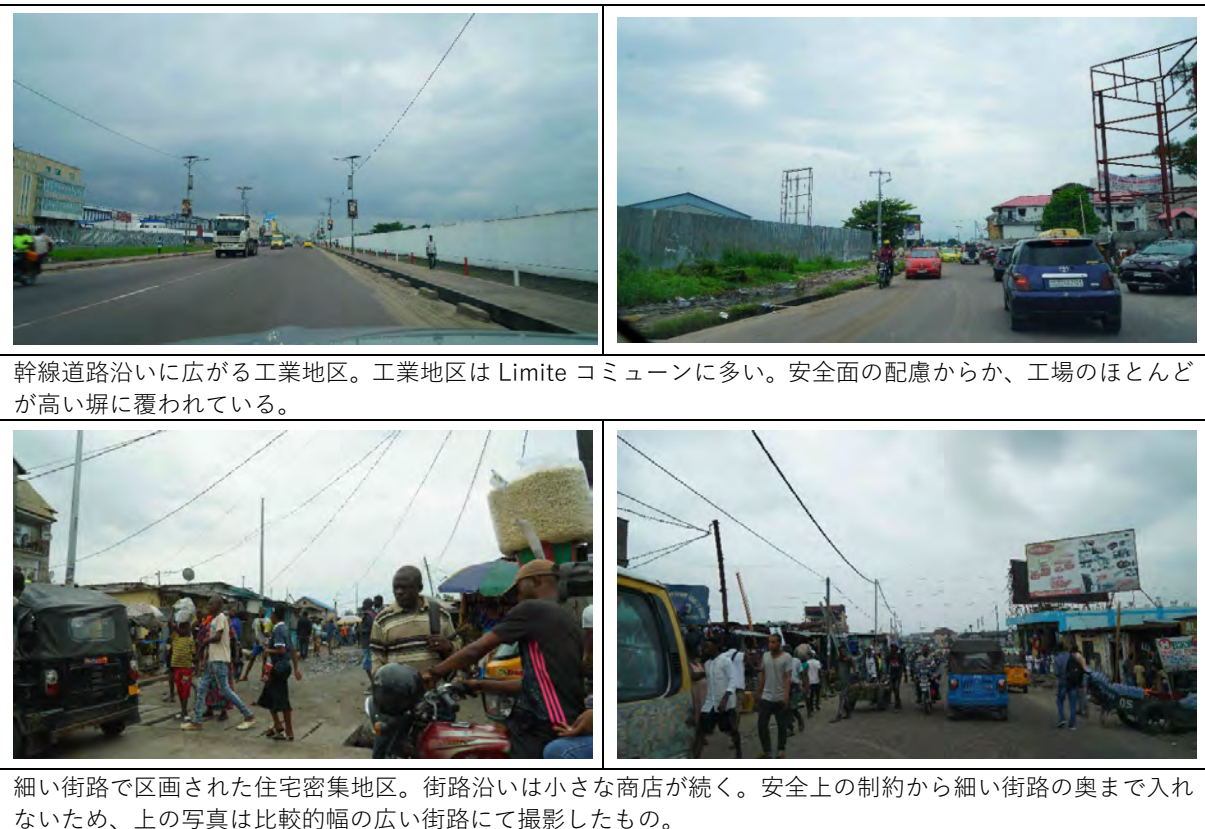 幹線道路沿いに広がる工業地区。工業地区は Limite コミューンに多い。安全面の配慮からか、工場のほとんど
が高い塀に覆われている。
細い街路で区画された住宅密集地区。街路沿いは小さな商店が続く。安全上の制約から細い街路の奥まで入れ
ないため、上の写真は比較的幅の広い街路にて撮影したもの。